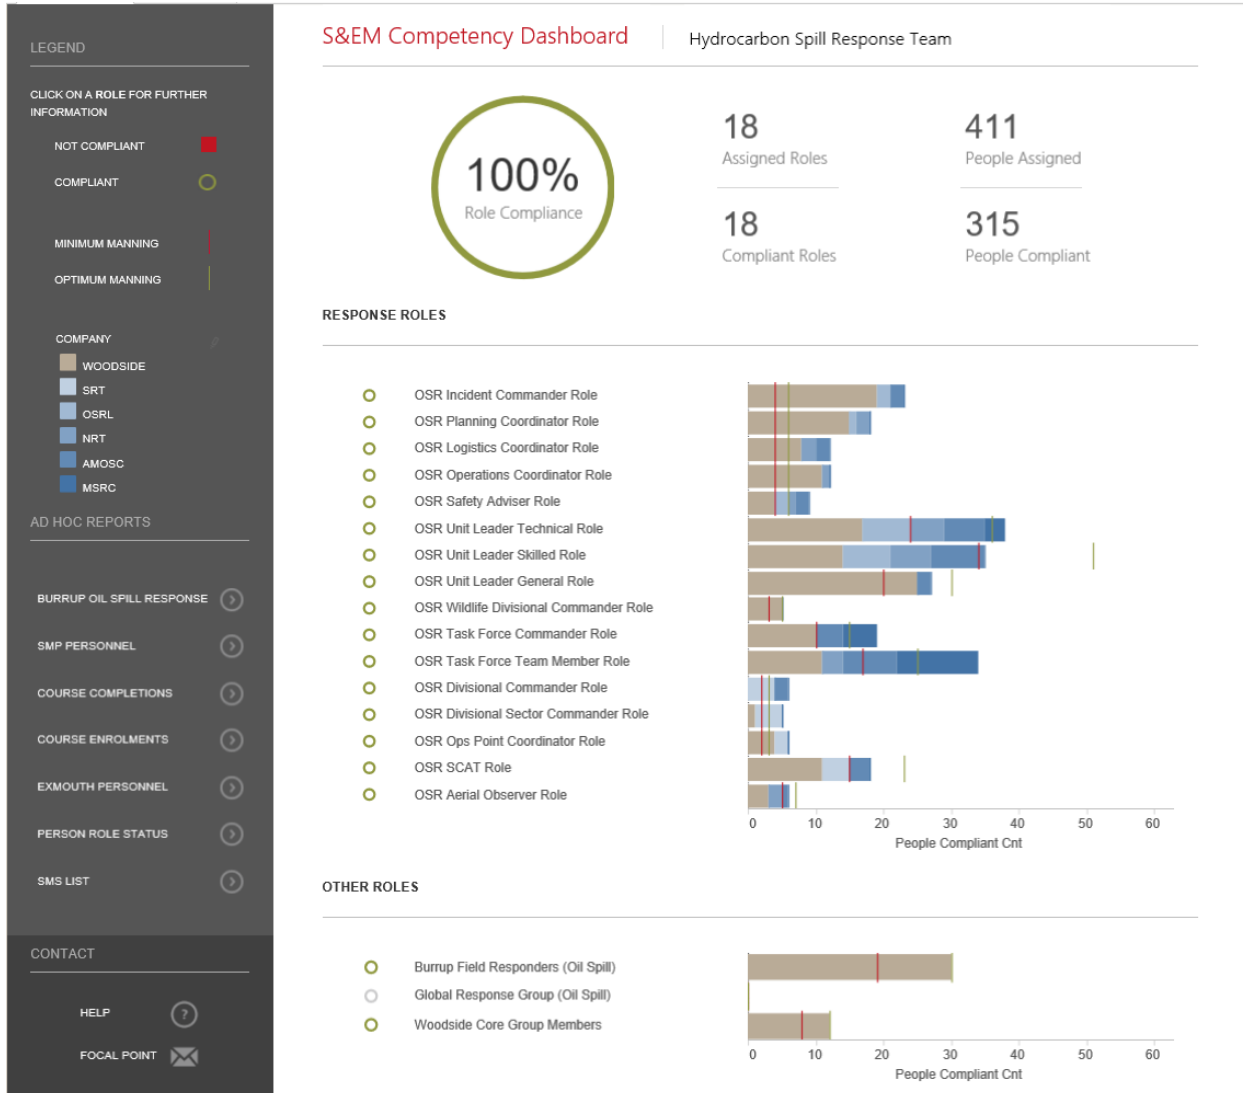 LEGEND
CLICK ON A ROLE FOR FURTHER
INFORMATION
NOT COMPLIANT
COMPLIANT
MINIMUM MANNING
OPTIMUM MANNING
COMPANY
WOODSIDE
SRT
OSRL
NRT
AMOSC
MSRC
AD HOC REPORTS
BURRUP OIL SPILL RESPONSE
SMP PERSONNEL
COURSE COMPLETIONS
COURSE ENROLMENTS
EXMOUTH PERSONNEL
PERSON ROLE STATUS
SMS LIST
CONTACT
HELP ?
FOCAL POINT
S&EM Competency Dashboard Hydrocarbon Spill Response Team
100%
Role Compliance
18
Assigned Roles
411
People Assigned
18
Compliant Roles
315
People Compliant
RESPONSE ROLES
OSR Incident Commander Role
OSR Planning Coordinator Role
OSR Logistics Coordinator Role
OSR Operations Coordinator Role
OSR Safety Adviser Role
OSR Unit Leader Technical Role
OSR Unit Leader Skilled Role
OSR Unit Leader General Role
OSR Wildlife Divisional Commander Role
OSR Task Force Commander Role
OSR Task Force Team Member Role
OSR Divisional Commander Role
OSR Divisional Sector Commander Role
OSR Ops Point Coordinator Role
OSR SCAT Role
OSR Aerial Observer Role
0 10 20 30 40 50 60
People Compliant Cnt
OTHER ROLES
Burrup Field Responders (Oil Spill)
Global Response Group (Oil Spill)
Woodside Core Group Members
0 10 20 30 40 50 60
People Compliant Cnt